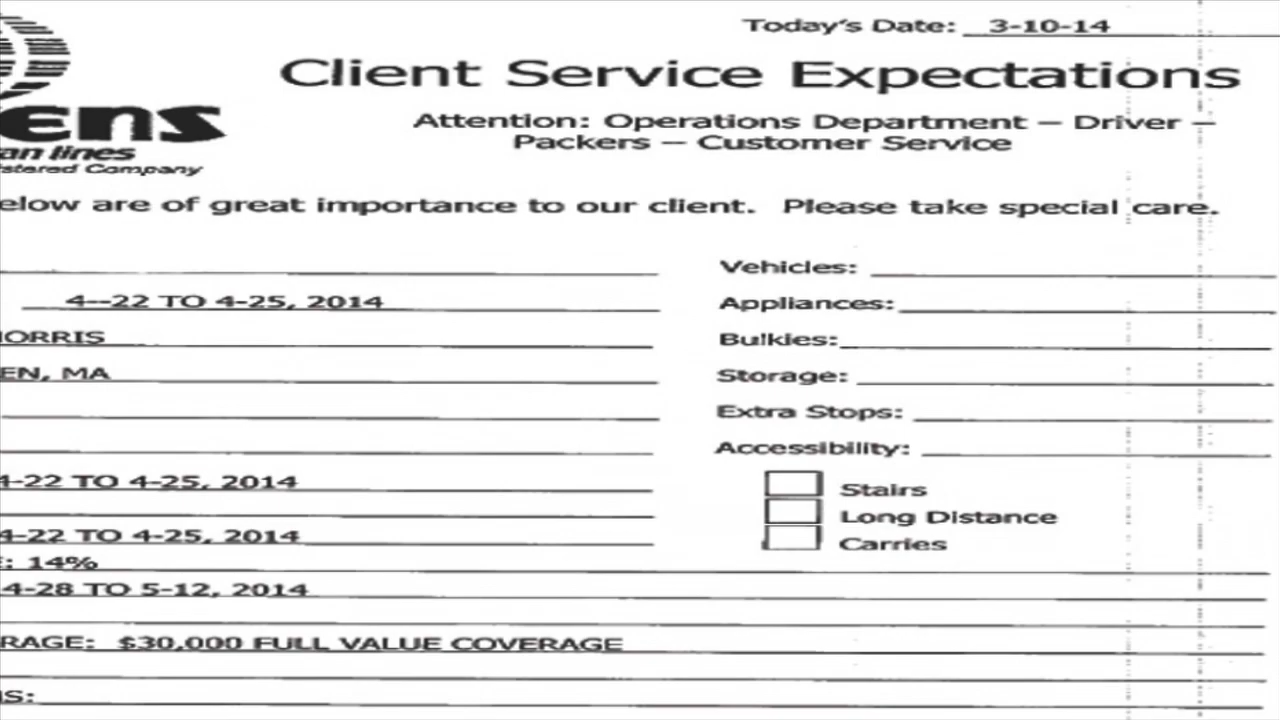 Today's Date: 3-10-14
Client Service Expectations
Attention: Operations Department – Driver –
Packers – Customer Service
ens
an lines
stered Company
elow are of great importance to our client. Please take special care.
Vehicles:
4--22 TO 4-25, 2014 Appliances:
ORRIS Bulkies:
EN, MA Storage:
Extra Stops:
Accessibility:
4-22 TO 4-25, 2014 Stairs
Long Distance
4-22 TO 4-25, 2014 Carries
E: 14%
4-28 TO 5-12, 2014
RAGE: $30,000 FULL VALUE COVERAGE
NS: